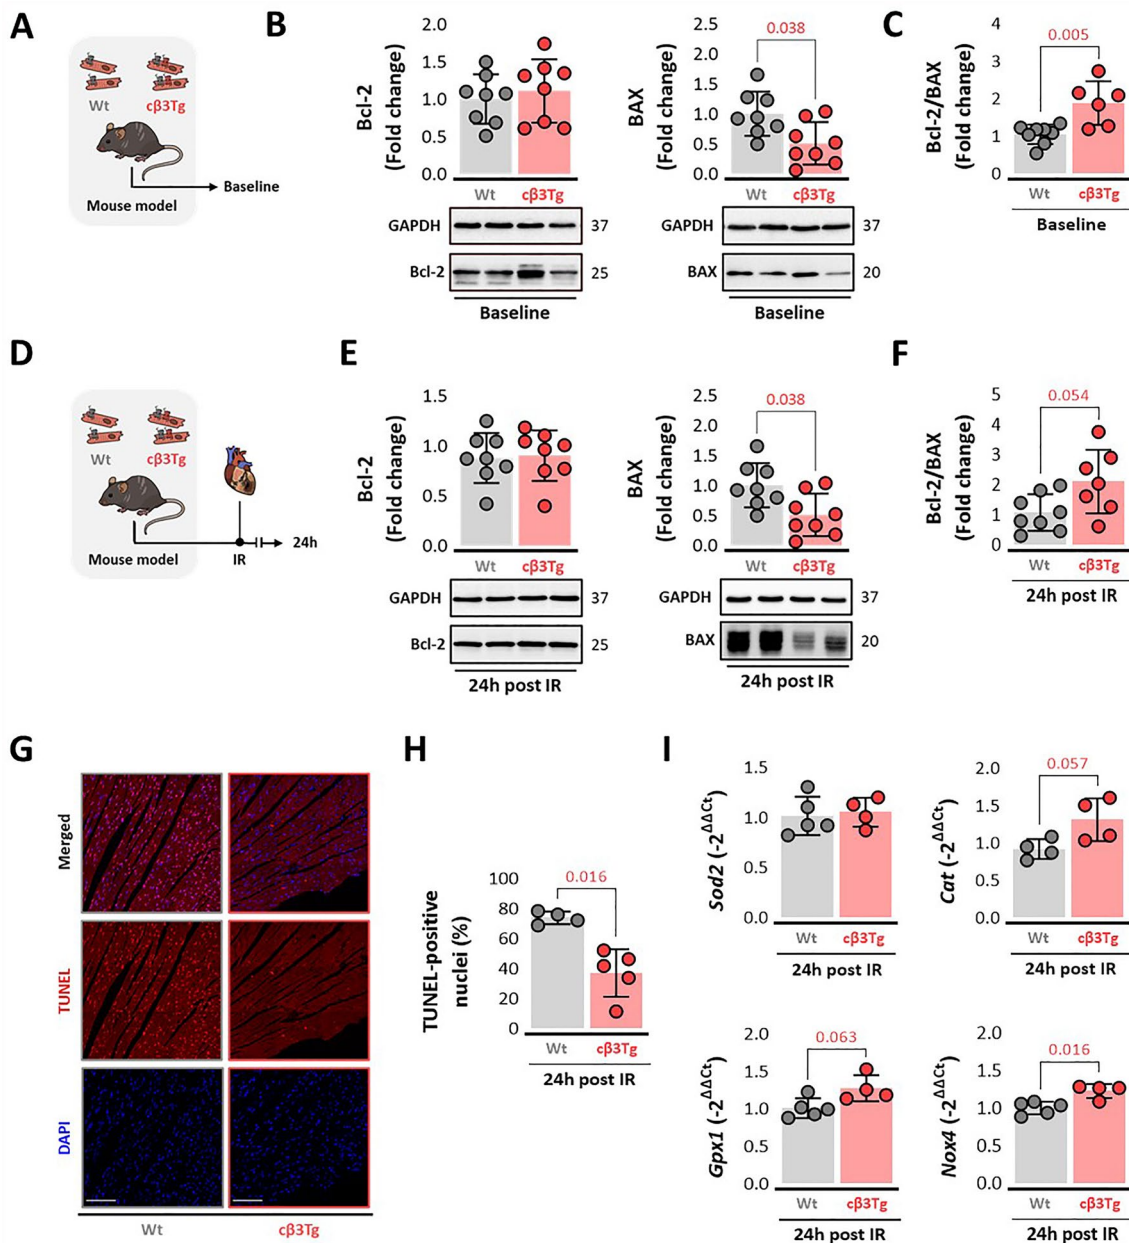 A
Wt
cβ3Tg
Mouse model
Baseline
B
Bcl-2
(Fold change)
2.0
1.5
1.0
0.5
0.0
Wt
cβ3Tg
GAPDH
37
Bcl-2
25
Baseline
BAX
(Fold change)
2.5
2.0
1.5
1.0
0.5
0.0
0.038
Wt
cβ3Tg
GAPDH
37
BAX
20
Baseline
C
Bcl-2/BAX
(Fold change)
4
3
2
1
0
0.005
Wt
cβ3Tg
Baseline
D
Wt
cβ3Tg
Mouse model
IR
24h
E
Bcl-2
(Fold change)
1.5
1.0
0.5
0.0
Wt
cβ3Tg
GAPDH
37
Bcl-2
25
24h post IR
BAX
(Fold change)
2.5
2.0
1.5
1.0
0.5
0.0
0.038
Wt
cβ3Tg
GAPDH
37
BAX
20
24h post IR
F
Bcl-2/BAX
(Fold change)
5
4
3
2
1
0
0.054
Wt
cβ3Tg
24h post IR
G
Merged
TUNEL
DAPI
Wt
cβ3Tg
H
TUNEL-positive
nuclei (%)
100
80
60
40
20
0
0.016
Wt
cβ3Tg
24h post IR
I
Sod2 (-2^ΔΔCt)
1.5
1.0
0.5
0.0
Wt
cβ3Tg
24h post IR
Cat (-2^ΔΔCt)
2.0
1.5
1.0
0.5
0.0
0.057
Wt
cβ3Tg
24h post IR
Gpx1 (-2^ΔΔCt)
2.0
1.5
1.0
0.5
0.0
0.063
Wt
cβ3Tg
24h post IR
Nox4 (-2^ΔΔCt)
2.0
1.5
1.0
0.5
0.0
0.016
Wt
cβ3Tg
24h post IR